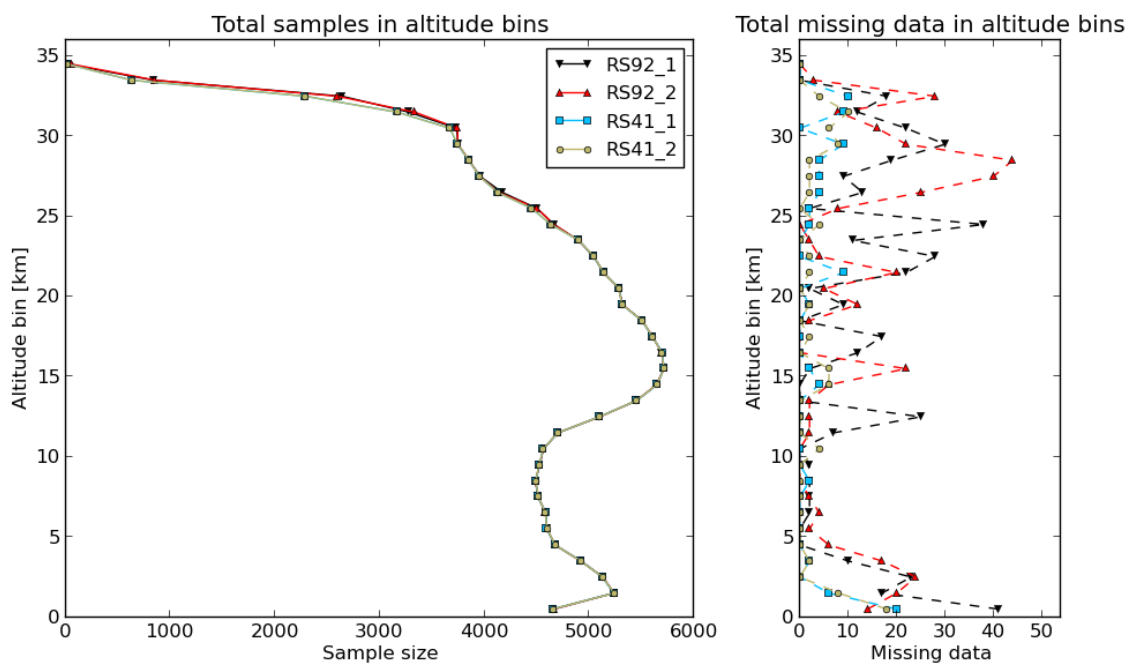 Total samples in altitude bins
35
30
25
20
15
10
5
0
Altitude bin [km]
0 1000 2000 3000 4000 5000 6000
Sample size
RS92_1
RS92_2
RS41_1
RS41_2
Total missing data in altitude bins
35
30
25
20
15
10
5
0
Altitude bin [km]
0 10 20 30 40 50
Missing data